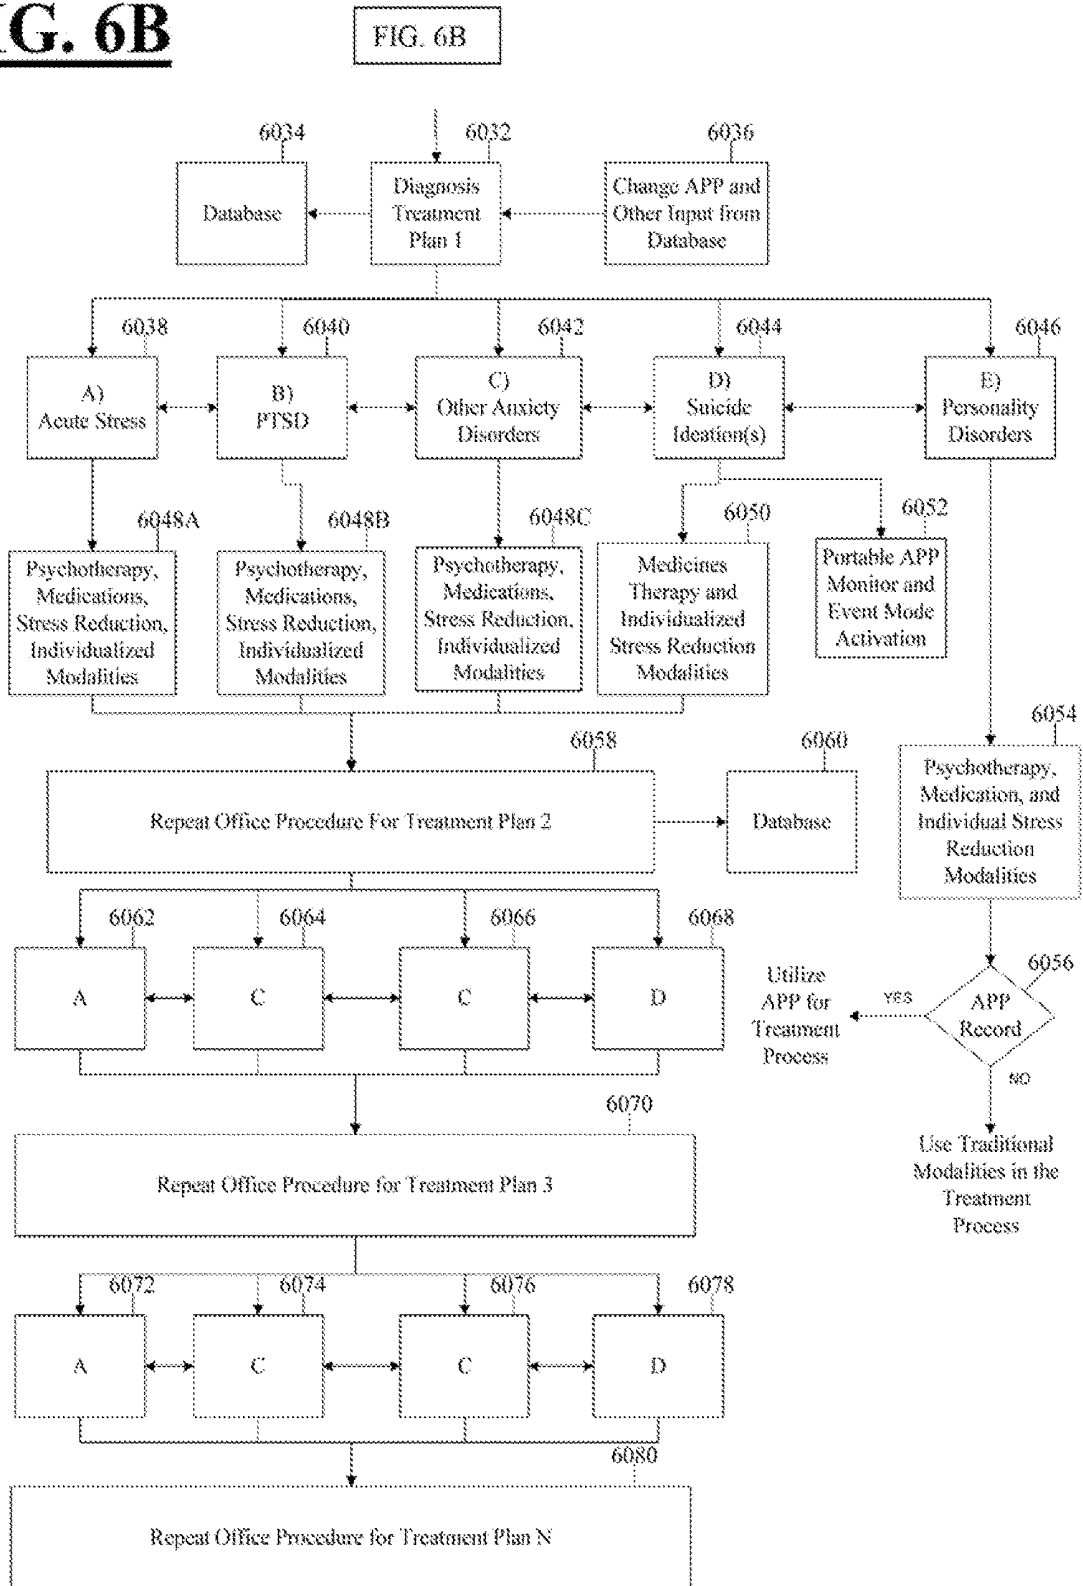 IG. 6B
FIG. 6B
6034
6032
6036
Database
Diagnosis
Treatment
Plan 1
Change APP and
Other Input from
Database
6038
6040
6042
6044
6046
A)
Acute Stress
B)
PTSD
C)
Other Anxiety
Disorders
D)
Suicide
Ideation(s)
E)
Personality
Disorders
6048A
6048B
6048C
6050
6052
Psychotherapy,
Medications,
Stress Reduction,
Individualized
Modalities
Psychotherapy,
Medications,
Stress Reduction,
Individualized
Modalities
Psychotherapy,
Medications,
Stress Reduction,
Individualized
Modalities
Medicines
Therapy and
Individualized
Stress Reduction
Modalities
Portable APP
Monitor and
Event Mode
Activation
6058
6060
6054
Repeat Office Procedure For Treatment Plan 2
Database
Psychotherapy,
Medication, and
Individual Stress
Reduction
Modalities
6062
6064
6066
6068
A
C
C
D
6056
APP
Record
YES
NO
Utilize
APP for
Treatment
Process
Use Traditional
Modalities in the
Treatment
Process
6070
Repeat Office Procedure for Treatment Plan 3
6072
6074
6076
6078
A
C
C
D
6080
Repeat Office Procedure for Treatment Plan N